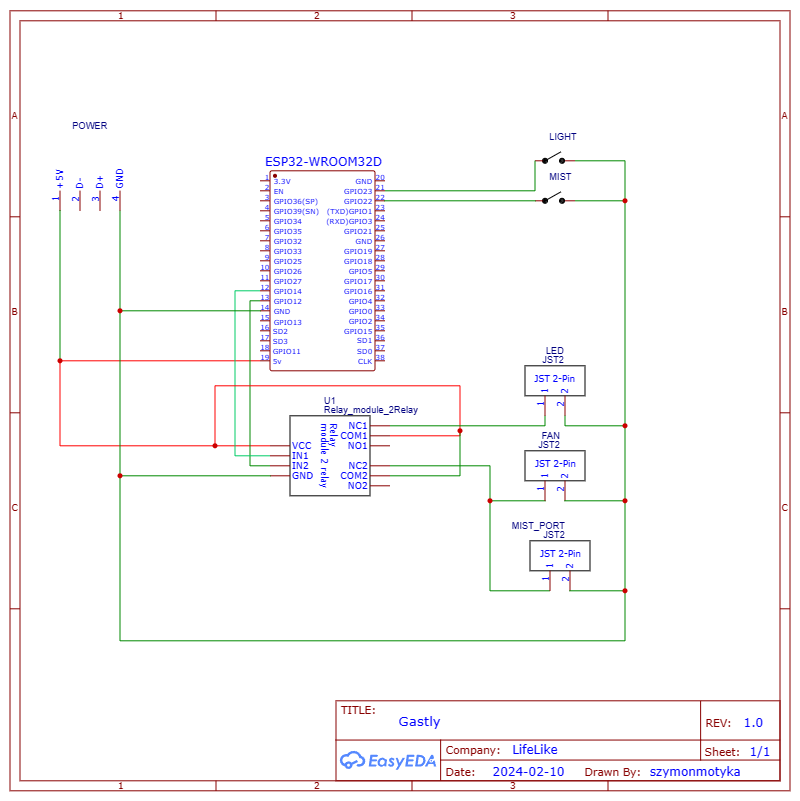 1 2 3
A A
B B
C C
POWER
1 +5V
2 D-
3 D+
4 GND
LIGHT
MIST
ESP32-WROOM32D
1 3.3V GND 20
2 EN GPIO23 21
3 GPIO36(SP) GPIO22 22
4 GPIO39(SN) (TXD)GPIO1 23
5 GPIO34 (RXD)GPIO3 24
6 GPIO35 GPIO21 25
7 GPIO32 GND 26
8 GPIO33 GPIO19 27
9 GPIO25 GPIO18 28
10 GPIO26 GPIO5 29
11 GPIO27 GPIO17 30
12 GPIO14 GPIO16 31
13 GPIO12 GPIO4 32
14 GND GPIO0 33
15 GPIO13 GPIO2 34
16 SD2 GPIO15 35
17 SD3 SD1 36
18 GPIO11 SD0 37
19 5v CLK 38
LED
JST2
JST 2-Pin
1 2
1 2
U1
Relay_module_2Relay
Relay
module 2 relay
VCC
IN1
IN2
GND
NC1
COM1
NO1
NC2
COM2
NO2
FAN
JST2
JST 2-Pin
1 2
1 2
MIST_PORT
JST2
JST 2-Pin
1 2
1 2
TITLE:
Gastly
REV: 1.0
EasyEDA
Company: LifeLike
Sheet: 1/1
Date: 2024-02-10 Drawn By: szymonmotyka
1 2 3